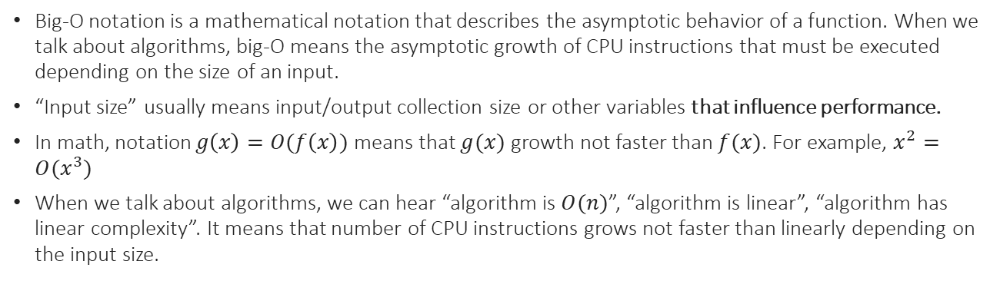 • Big-O notation is a mathematical notation that describes the asymptotic behavior of a function. When we
talk about algorithms, big-O means the asymptotic growth of CPU instructions that must be executed
depending on the size of an input.
• “Input size” usually means input/output collection size or other variables that influence performance.
• In math, notation g(x) = O(f(x)) means that g(x) growth not faster than f(x). For example, x² =
O(x³)
• When we talk about algorithms, we can hear “algorithm is O(n)”, “algorithm is linear”, “algorithm has
linear complexity”. It means that number of CPU instructions grows not faster than linearly depending on
the input size.